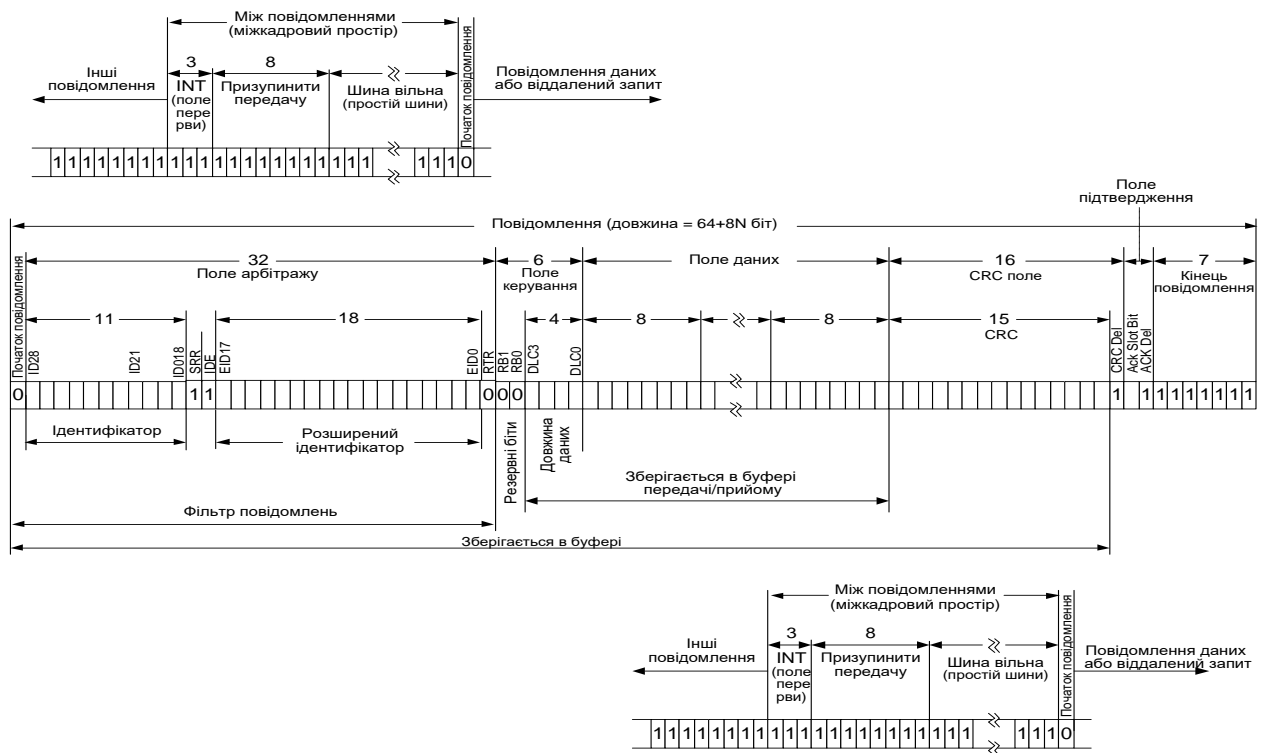 Між повідомленнями
(міжкадровий простір)
Початок повідомлення
Інші
повідомлення
3
INT
(поле
пере
рви)
8
Призупинити
передачу
Шина вільна
(простій шини)
Повідомлення даних
або віддалений запит
1 1 1 1 1 1 1 1 1 1 1 1 1 1 1 1 1 1 1 1 1 1 1 1 0
Поле
підтвердження
Повідомлення (довжина = 64+8N біт)
Початок повідомлення
32
Поле арбітражу
6
Поле
керування
Поле даних
16
CRC поле
7
Кінець
повідомлення
11
18
4
8
8
15
CRC
ID28
ID21
ID018
SRR
IDE
EID17
EID0
RTR
RB1
RB0
DLC3
DLC0
CRC Del
Ack Slot Bit
ACK Del
0 1 1 0 0 0 1 1 1 1 1 1 1 1 1
Ідентифікатор
Розширений
ідентифікатор
Резервні біти
Довжина
даних
Зберігається в буфері
передачі/прийому
Фільтр повідомлень
Зберігається в буфері
Між повідомленнями
(міжкадровий простір)
Початок повідомлення
Інші
повідомлення
3
INT
(поле
пере
рви)
8
Призупинити
передачу
Шина вільна
(простій шини)
Повідомлення даних
або віддалений запит
1 1 1 1 1 1 1 1 1 1 1 1 1 1 1 1 1 1 1 1 1 1 1 1 0